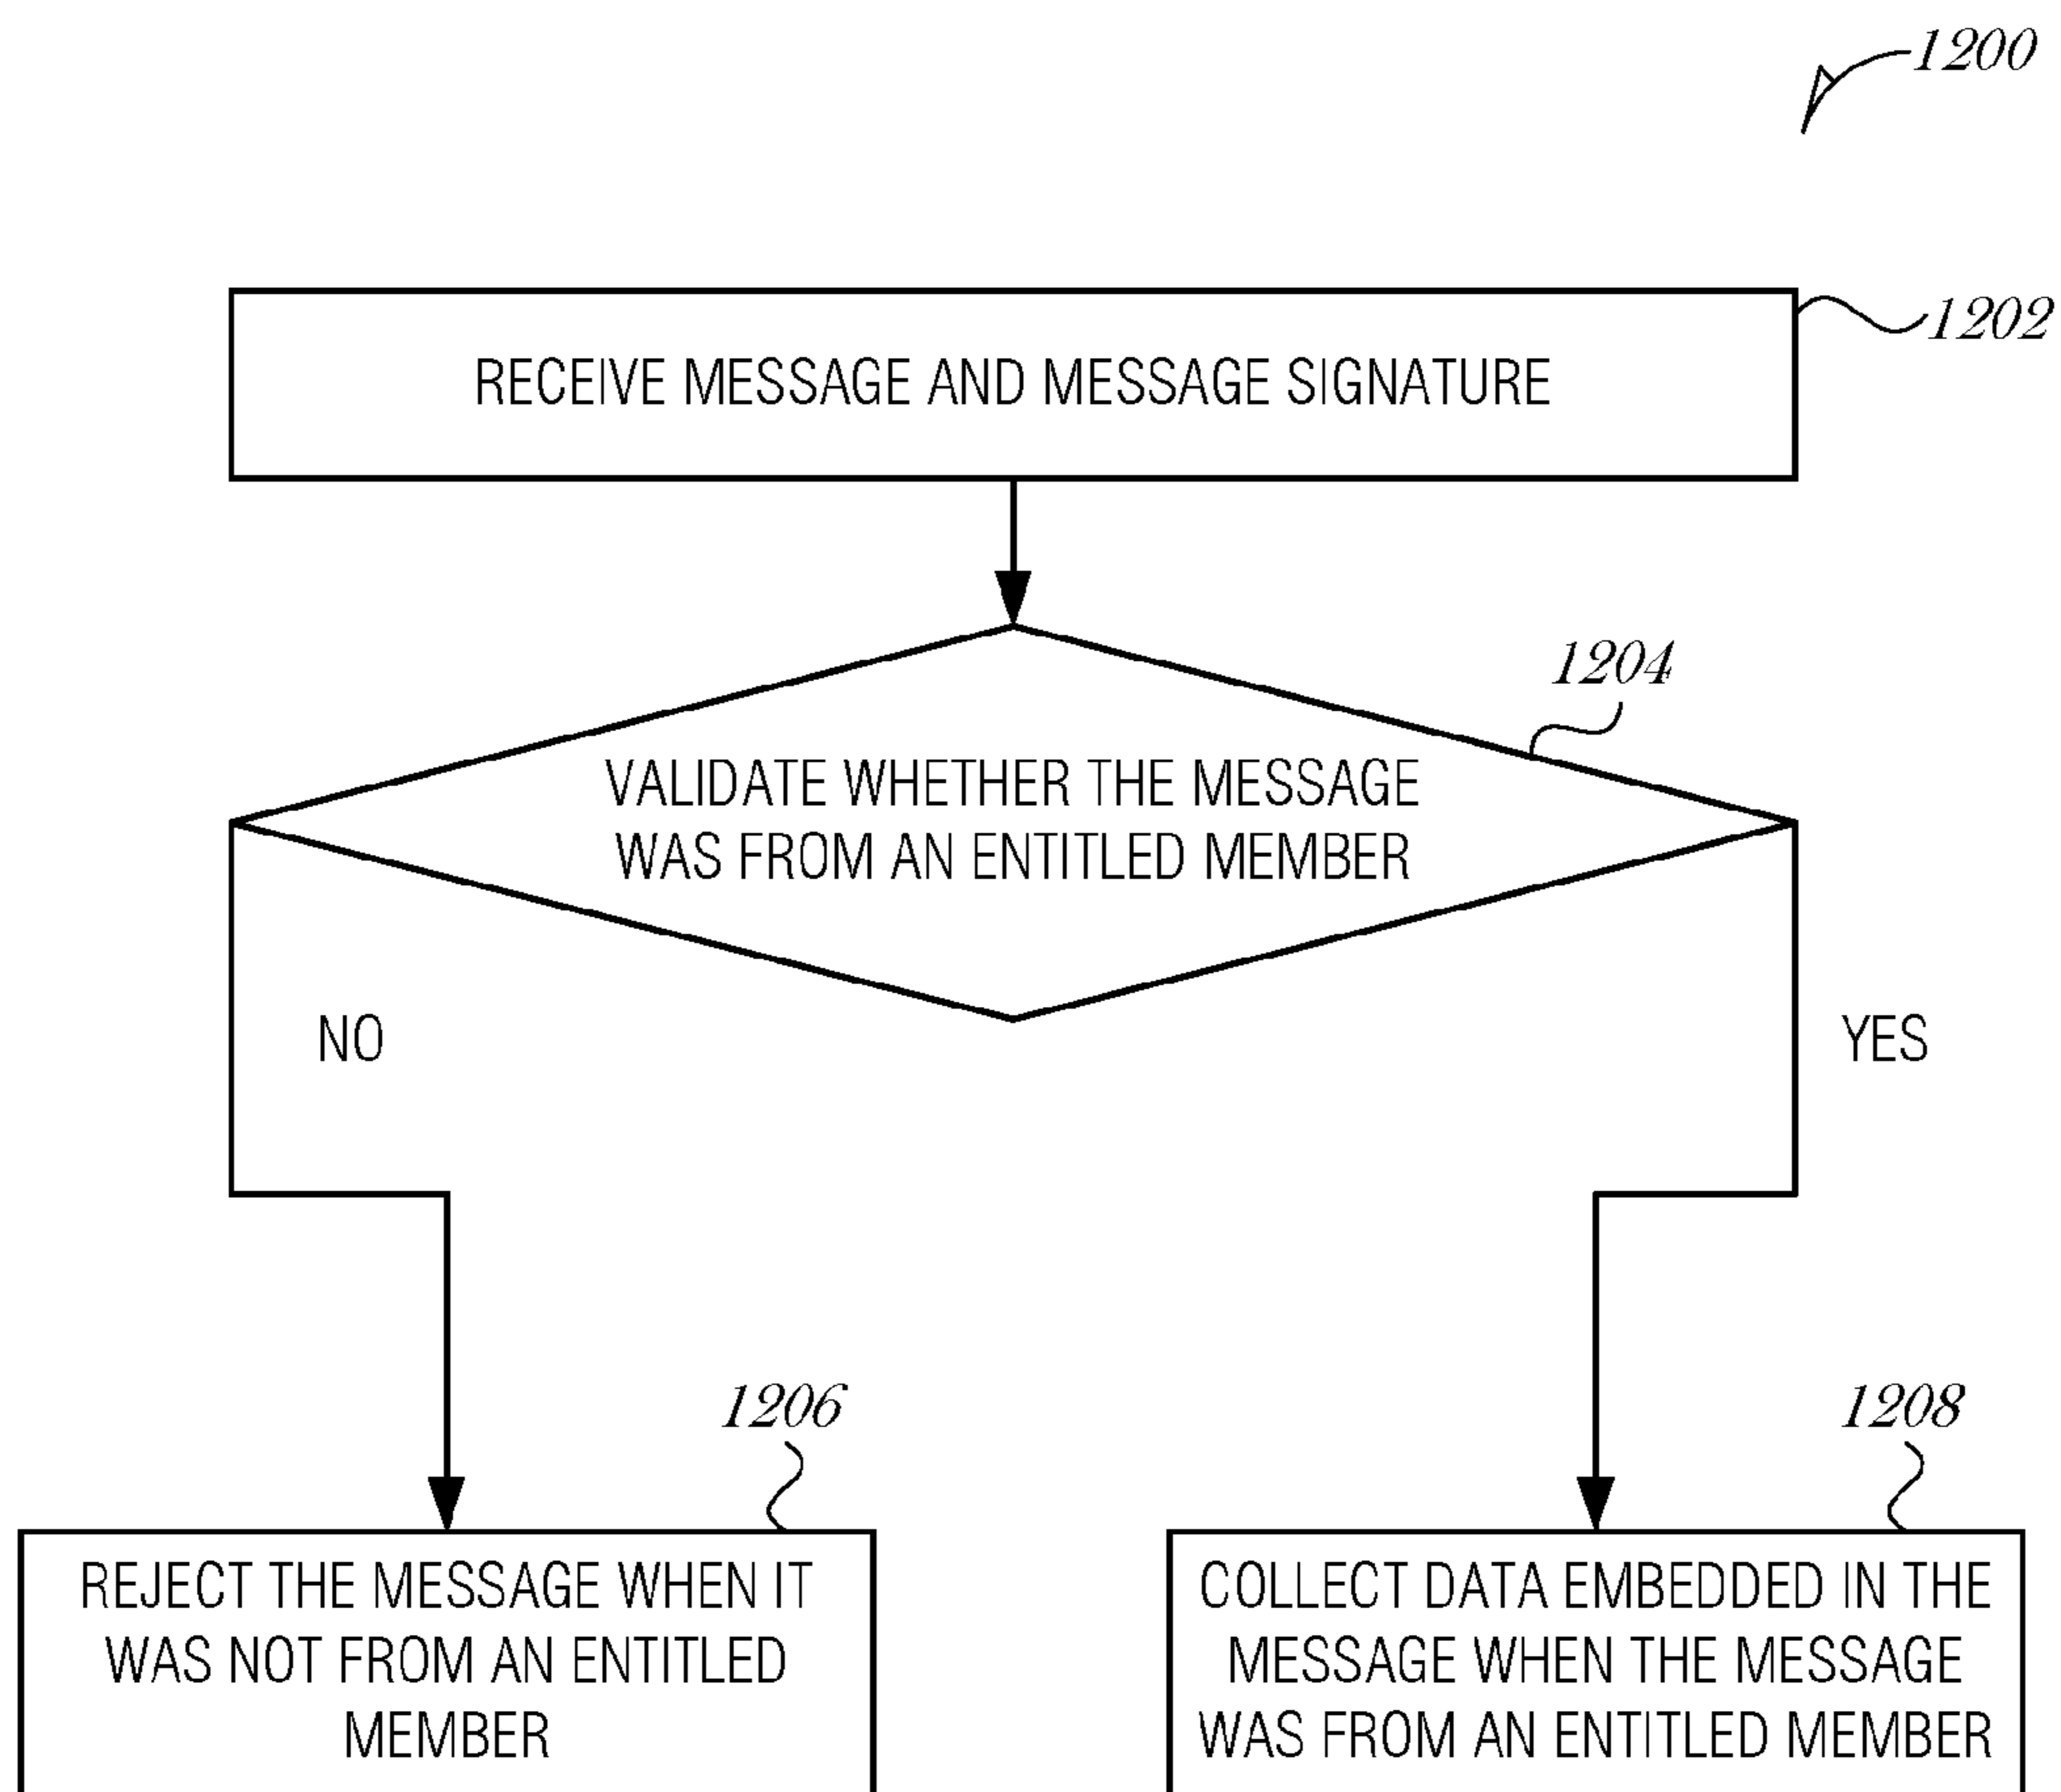 1200
1202
RECEIVE MESSAGE AND MESSAGE SIGNATURE
1204
VALIDATE WHETHER THE MESSAGE
WAS FROM AN ENTITLED MEMBER
NO
YES
1206
REJECT THE MESSAGE WHEN IT
WAS NOT FROM AN ENTITLED
MEMBER
1208
COLLECT DATA EMBEDDED IN THE
MESSAGE WHEN THE MESSAGE
WAS FROM AN ENTITLED MEMBER